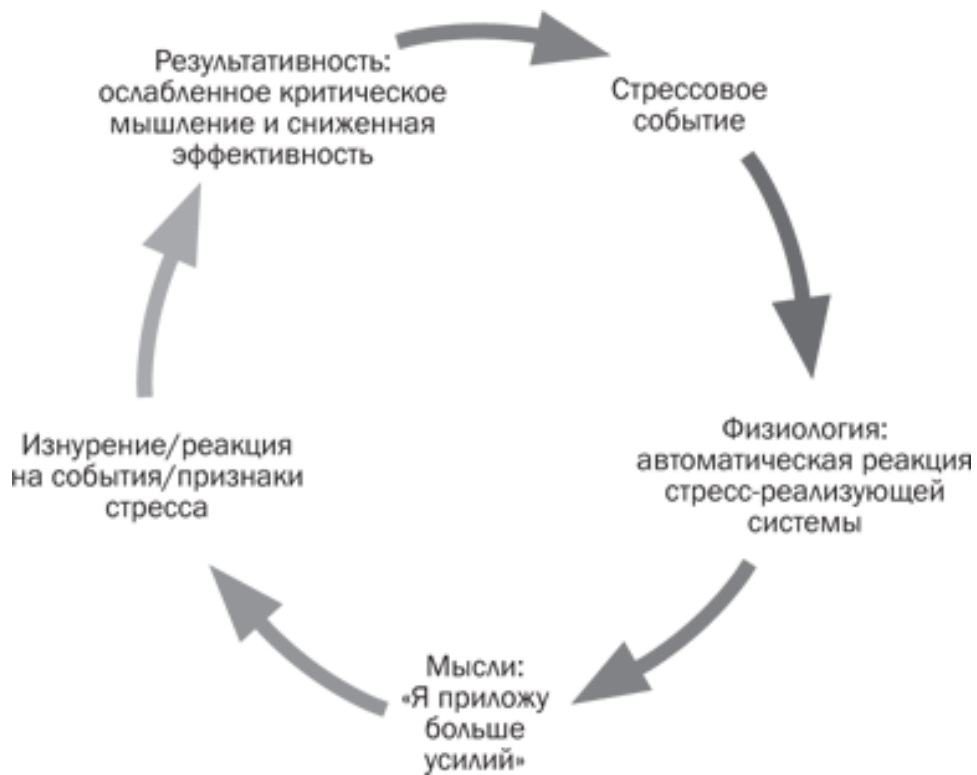 Результативность:
ослабленное критическое
мышление и сниженная
эффективность
Стрессовое
событие
Физиология:
автоматическая реакция
стресс-реализующей
системы
Мысли:
«Я приложу
больше
усилий»
Изнурение/реакция
на события/признаки
стресса